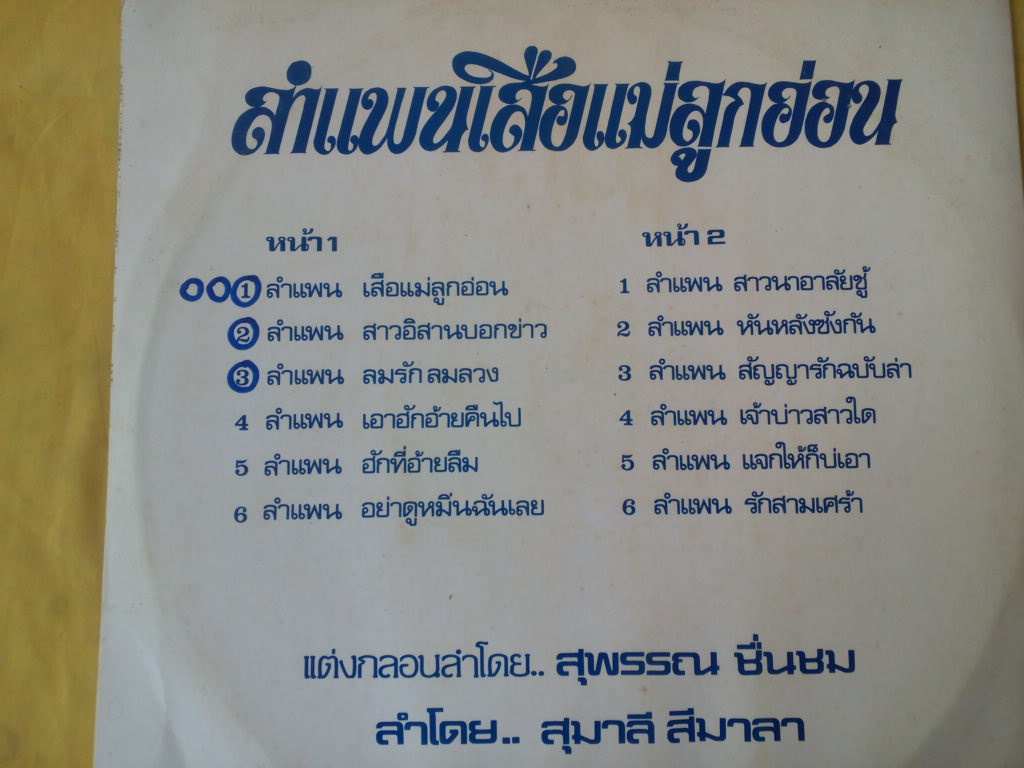 ลำแพนเสือแม่ลูกอ่อน
หน้า 1
1 ลำแพน เสือแม่ลูกอ่อน
2 ลำแพน สาวอิสานบอกข่าว
3 ลำแพน ลมรัก ลมลวง
4 ลำแพน เอาฮักอ้ายคืนไป
5 ลำแพน ฮักที่อ้ายลืม
6 ลำแพน อย่าดูหมิ่นฉันเลย
หน้า 2
1 ลำแพน สาวนาอาลัยชู้
2 ลำแพน หันหลังซังกัน
3 ลำแพน สัญญารักฉบับล่า
4 ลำแพน เจ้าบ่าวสาวใด
5 ลำแพน แจกให้ก็บ่เอา
6 ลำแพน รักสามเศร้า
แต่งกลอนลำโดย.. สุพรรณ ชื่นชม
ลำโดย.. สุมาลี สีมาลา